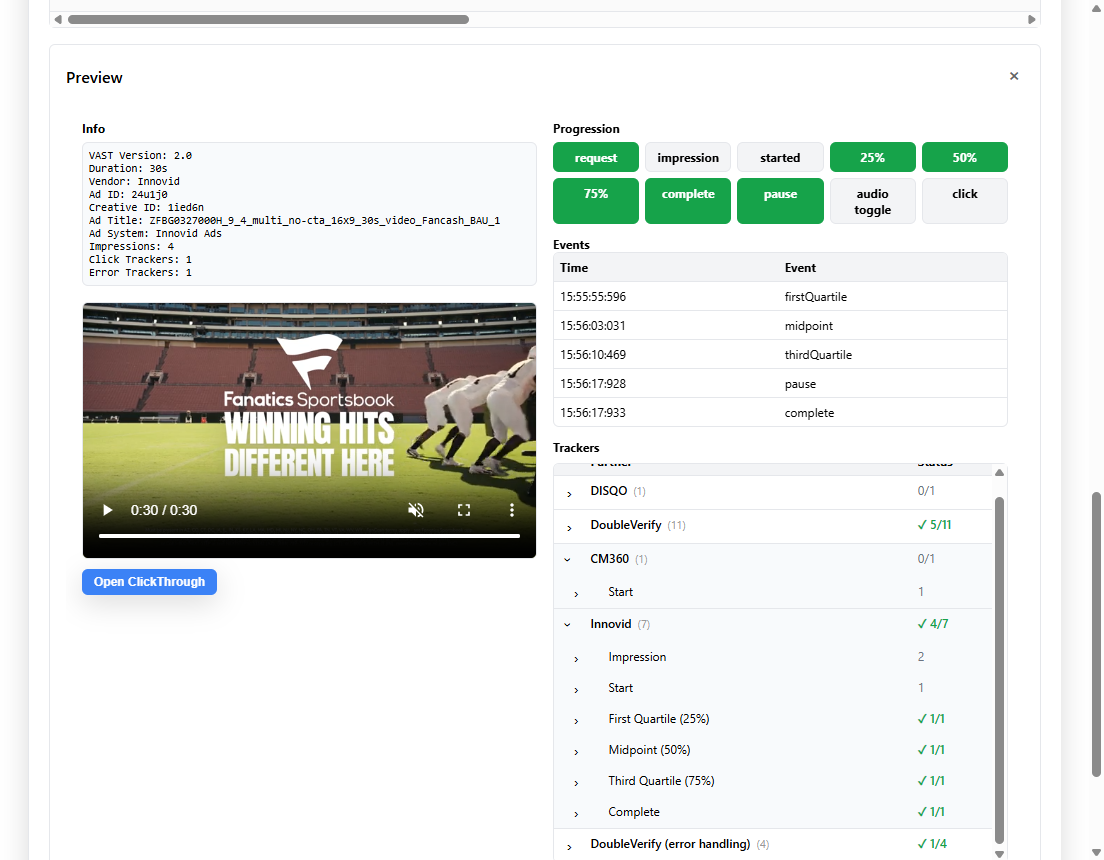 Preview
×
Info
VAST Version: 2.0
Duration: 30s
Vendor: Innovid
Ad ID: 24u1j0
Creative ID: 1ied6n
Ad Title: ZFBG0327000H_9_4_multi_no-cta_16x9_30s_video_Fancash_BAU_1
Ad System: Innovid Ads
Impressions: 4
Click Trackers: 1
Error Trackers: 1
Fanatics Sportsbook
WINNING HITS
DIFFERENT HERE
0:30 / 0:30
Open ClickThrough
Progression
request impression started 25% 50%
75% complete pause audio toggle click
Events
Time Event
15:55:55:596 firstQuartile
15:56:03:031 midpoint
15:56:10:469 thirdQuartile
15:56:17:928 pause
15:56:17:933 complete
Trackers
Partner Status
DISQO (1) 0/1
DoubleVerify (11) ✓ 5/11
CM360 (1) 0/1
Start 1
Innovid (7) ✓ 4/7
Impression 2
Start 1
First Quartile (25%) ✓ 1/1
Midpoint (50%) ✓ 1/1
Third Quartile (75%) ✓ 1/1
Complete ✓ 1/1
DoubleVerify (error handling) (4) ✓ 1/4